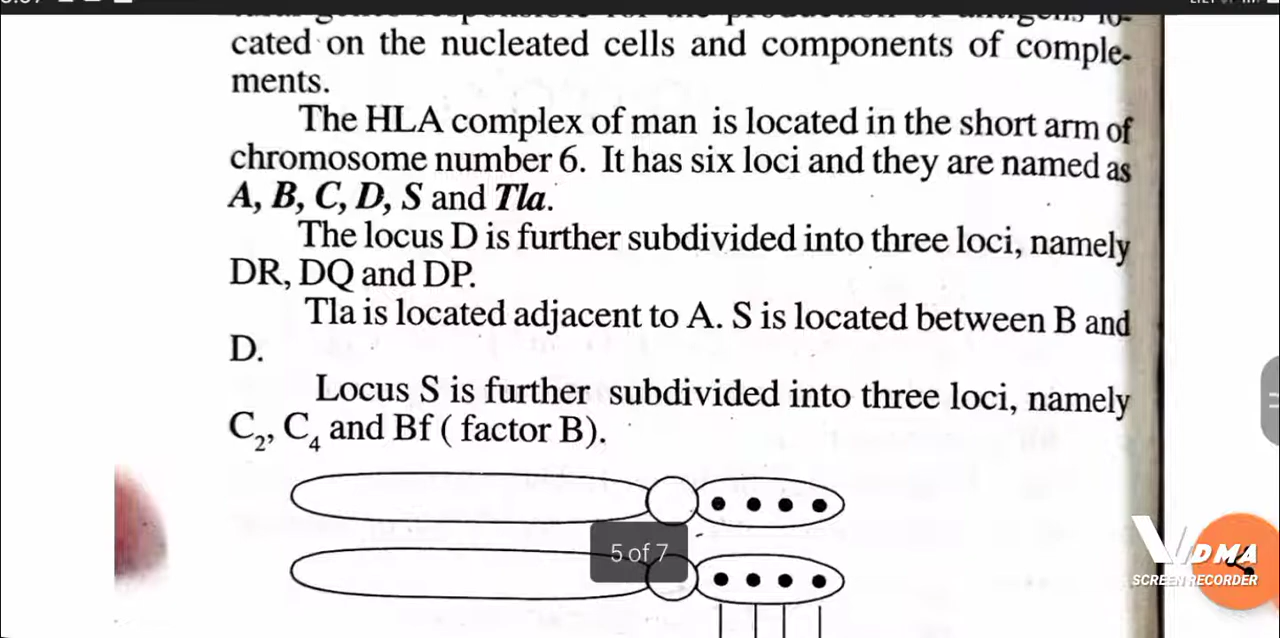 cated on the nucleated cells and components of comple-
ments.
The HLA complex of man is located in the short arm of
chromosome number 6. It has six loci and they are named as
A, B, C, D, S and Tla.
The locus D is further subdivided into three loci, namely
DR, DQ and DP.
Tla is located adjacent to A. S is located between B and
D.
Locus S is further subdivided into three loci, namely
C₂, C₄ and Bf ( factor B).
5 of 7
VDMA
SCREEN RECORDER